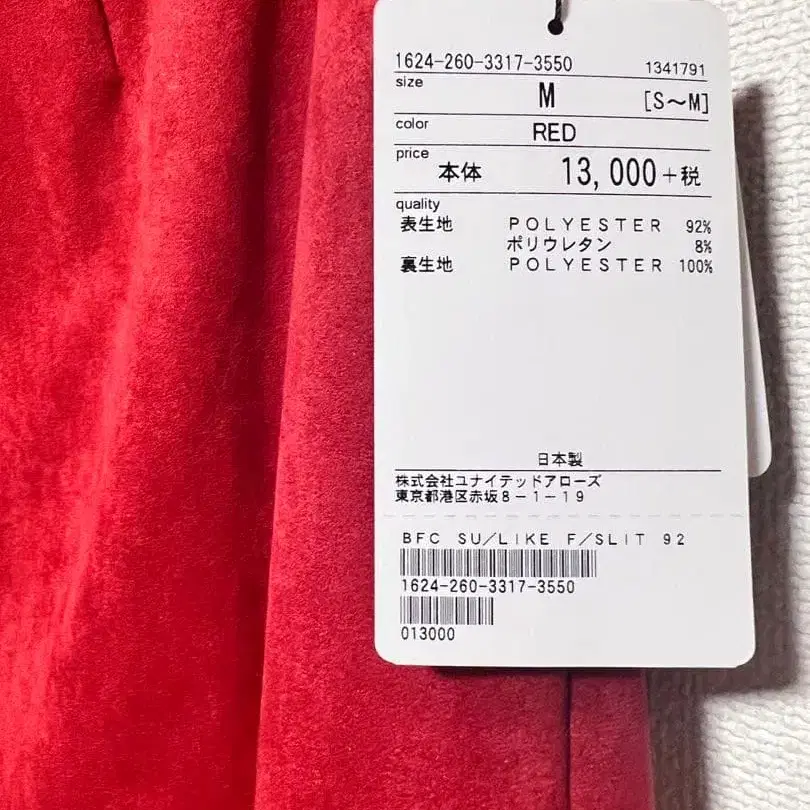 1624-260-3317-3550 1341791
size M [S～M]
color RED
price 本体 13,000+税
quality
表生地 POLYESTER 92%
ポリウレタン 8%
裏生地 POLYESTER 100%
日本製
株式会社ユナイテッドアローズ
東京都港区赤坂8-1-19
BFC SU/LIKE F/SLIT 92
1624-260-3317-3550
013000